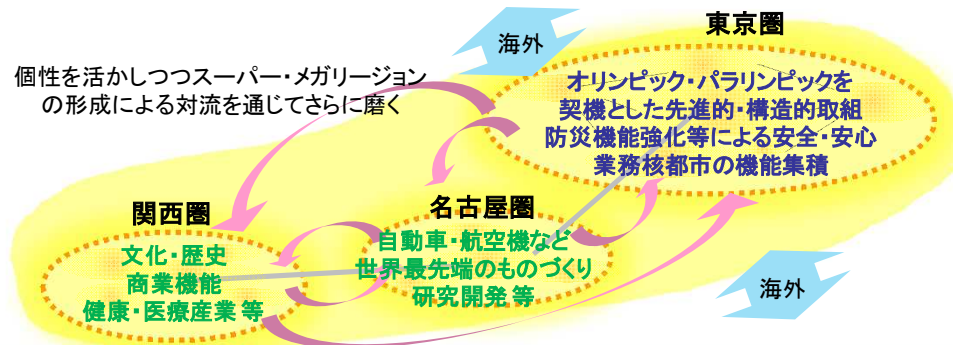 東京圏
海外
個性を活かしつつスーパー・メガリージョン
の形成による対流を通じてさらに磨く
オリンピック・パラリンピックを
契機とした先進的・構造的取組
防災機能強化等による安全・安心
業務核都市の機能集積
関西圏
文化・歴史
商業機能
健康・医療産業等
名古屋圏
自動車・航空機など
世界最先端のものづくり
研究開発等
海外